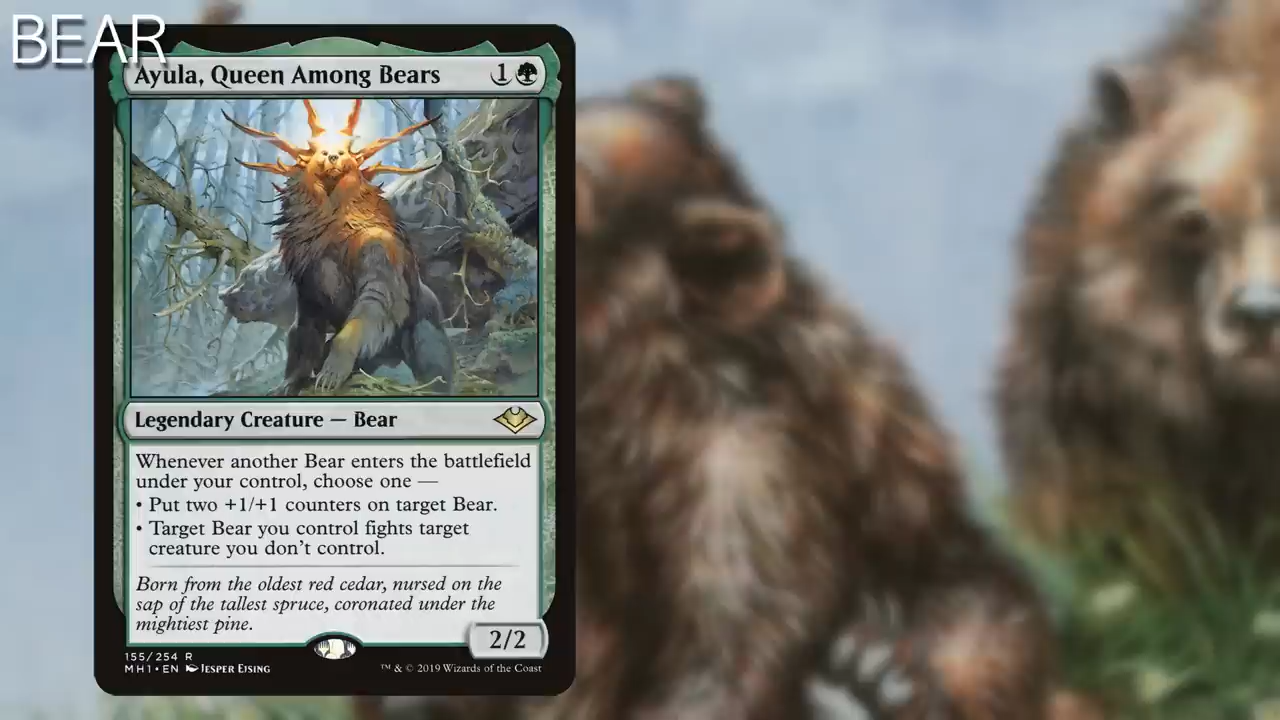 BEAR
Ayula, Queen Among Bears 1
Legendary Creature — Bear
Whenever another Bear enters the battlefield
under your control, choose one —
• Put two +1/+1 counters on target Bear.
• Target Bear you control fights target
creature you don't control.
Born from the oldest red cedar, nursed on the
sap of the tallest spruce, coronated under the
mightiest pine.
2/2
155/254 R
MH1 • EN Jesper Eising ™ & © 2019 Wizards of the Coast